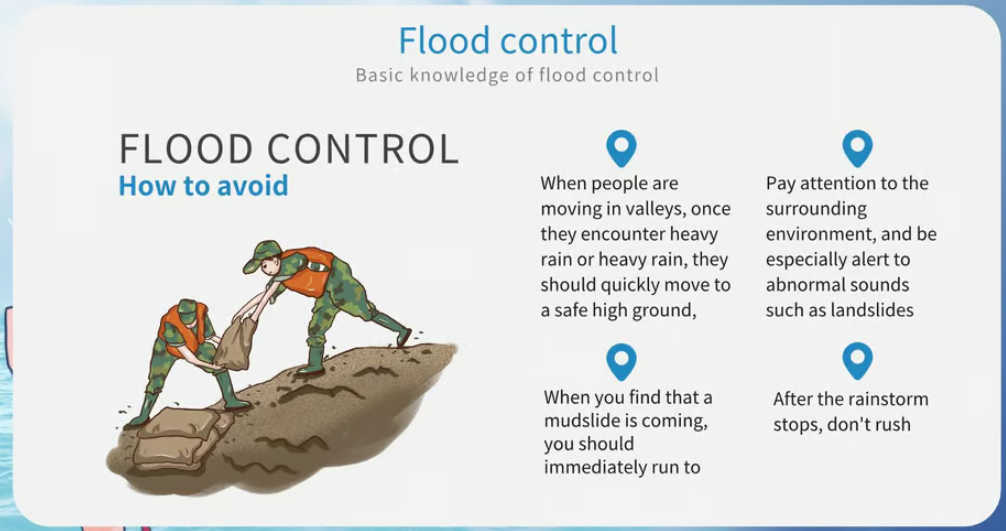 Flood control
Basic knowledge of flood control
FLOOD CONTROL
How to avoid
When people are
moving in valleys, once
they encounter heavy
rain or heavy rain, they
should quickly move to
a safe high ground,
Pay attention to the
surrounding
environment, and be
especially alert to
abnormal sounds
such as landslides
When you find that a
mudslide is coming,
you should
immediately run to
After the rainstorm
stops, don't rush